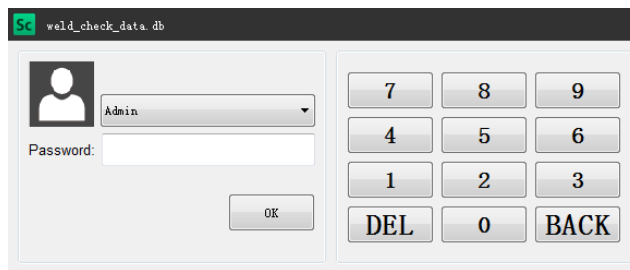 Sc weld_check_data.db
Admin
Password:
OK
7 8 9
4 5 6
1 2 3
DEL 0 BACK